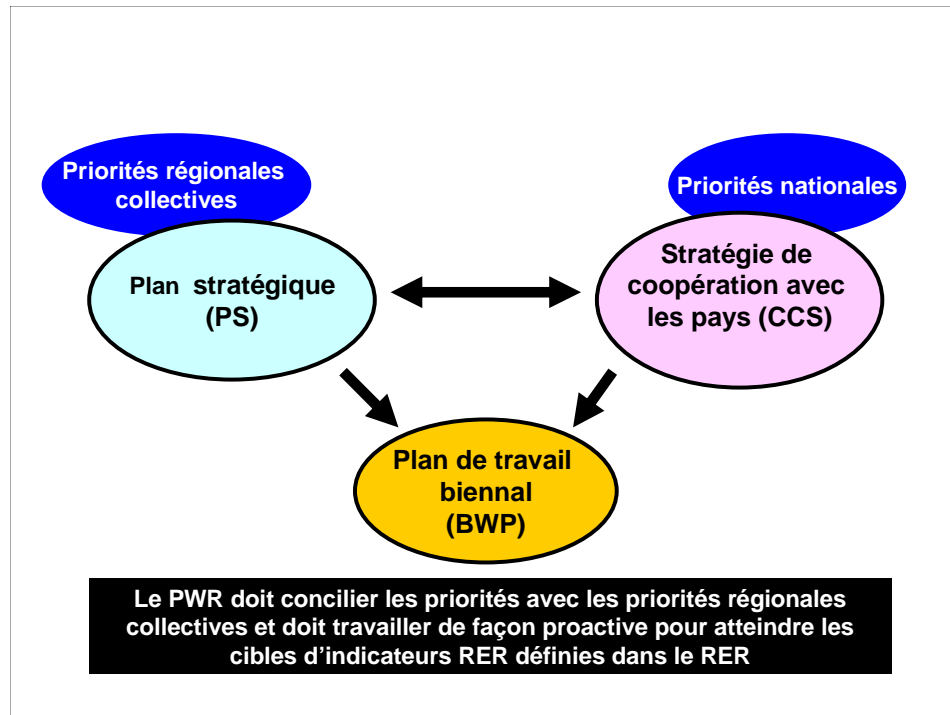 Priorités régionales
collectives
Priorités nationales
Plan stratégique
(PS)
Stratégie de
coopération avec
les pays (CCS)
Plan de travail
biennal
(BWP)
Le PWR doit concilier les priorités avec les priorités régionales
collectives et doit travailler de façon proactive pour atteindre les
cibles d’indicateurs RER définies dans le RER